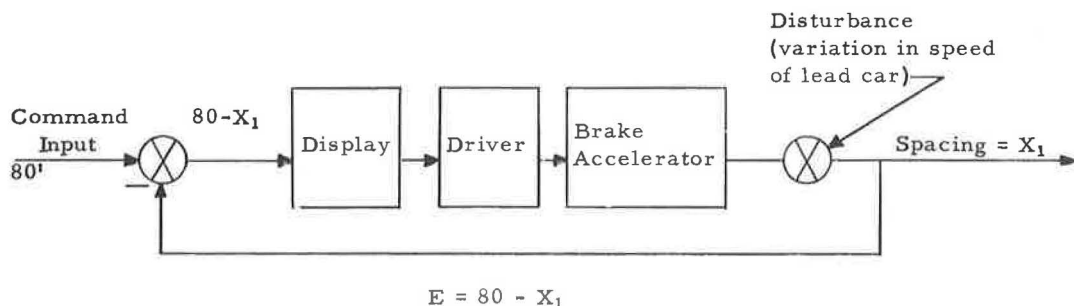 Disturbance
(variation in speed
of lead car)
Command
Input
80'
80-X₁
Display
Driver
Brake
Accelerator
Spacing = X₁
E = 80 - X₁